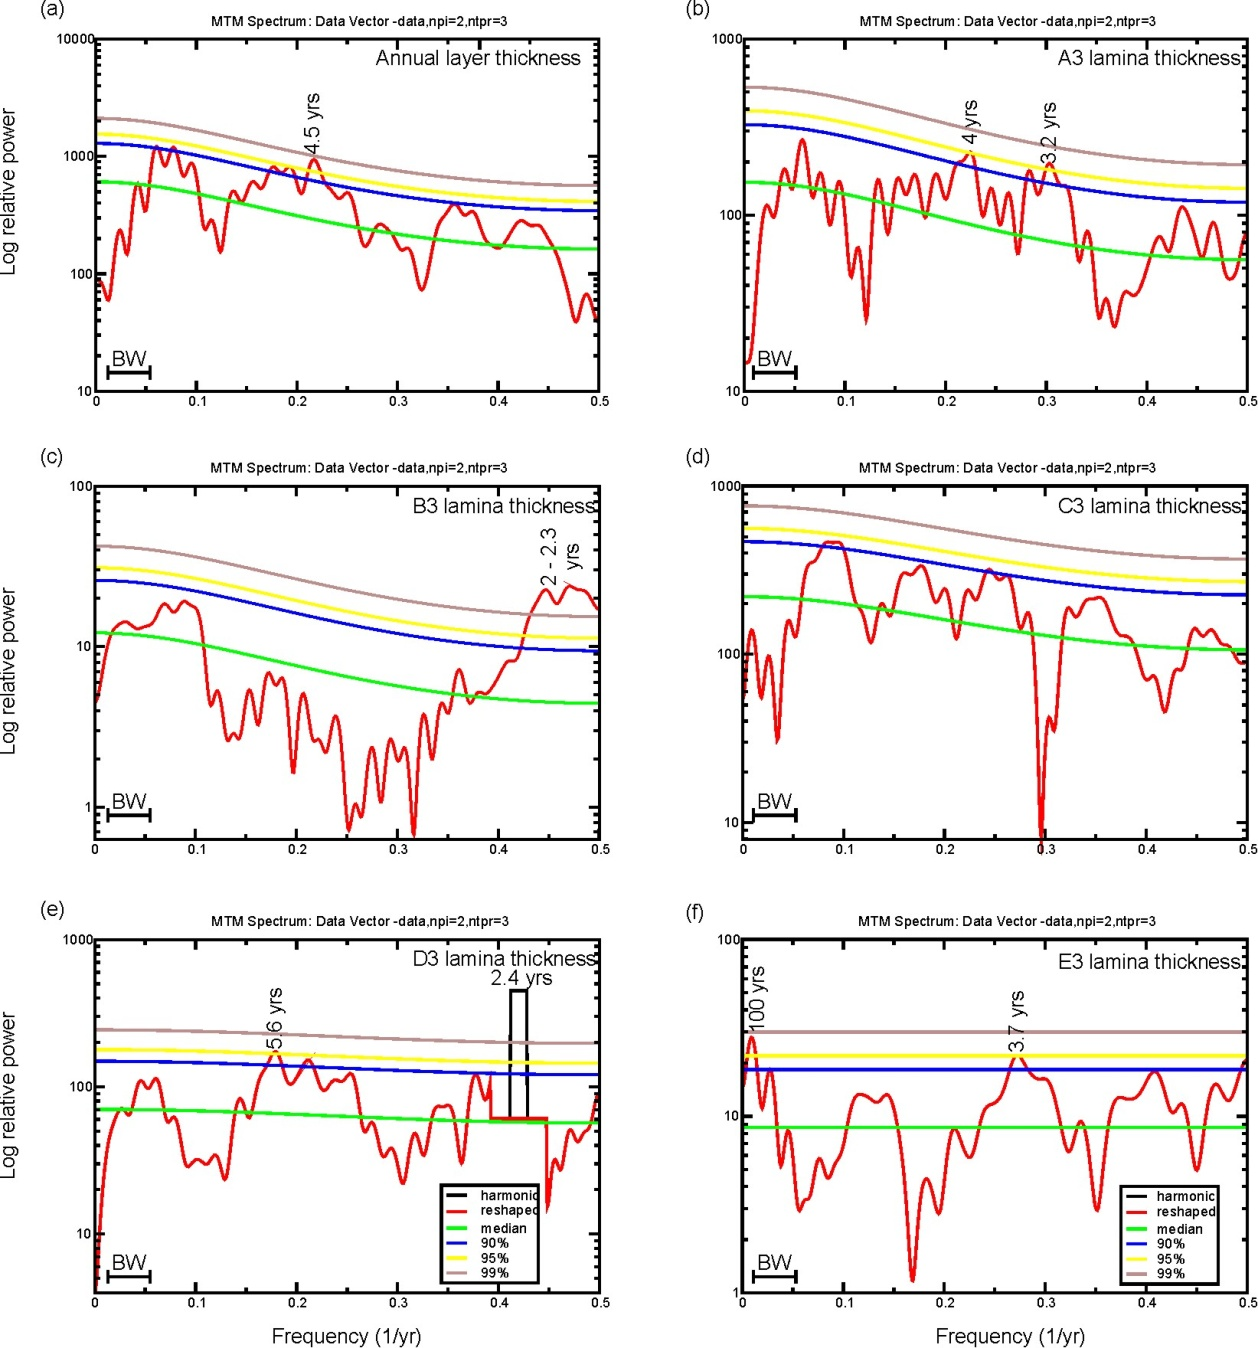 (a)
MTM Spectrum: Data Vector -data,npi=2,ntpr=3
Annual layer thickness
4.5 yrs
Log relative power
10000
1000
100
10
BW
0 0.1 0.2 0.3 0.4 0.5
(b)
MTM Spectrum: Data Vector -data,npi=2,ntpr=3
A3 lamina thickness
4 yrs
3.2 yrs
1000
100
10
BW
0 0.1 0.2 0.3 0.4 0.5
(c)
MTM Spectrum: Data Vector -data,npi=2,ntpr=3
B3 lamina thickness
2 - 2.3
yrs
Log relative power
100
10
1
BW
0 0.1 0.2 0.3 0.4 0.5
(d)
MTM Spectrum: Data Vector -data,npi=2,ntpr=3
C3 lamina thickness
1000
100
10
BW
0 0.1 0.2 0.3 0.4 0.5
(e)
MTM Spectrum: Data Vector -data,npi=2,ntpr=3
D3 lamina thickness
2.4 yrs
5.6 yrs
Log relative power
1000
100
10
BW
harmonic
reshaped
median
90%
95%
99%
0 0.1 0.2 0.3 0.4 0.5
Frequency (1/yr)
(f)
MTM Spectrum: Data Vector -data,npi=2,ntpr=3
E3 lamina thickness
100 yrs
3.7 yrs
100
10
1
BW
harmonic
reshaped
median
90%
95%
99%
0 0.1 0.2 0.3 0.4 0.5
Frequency (1/yr)